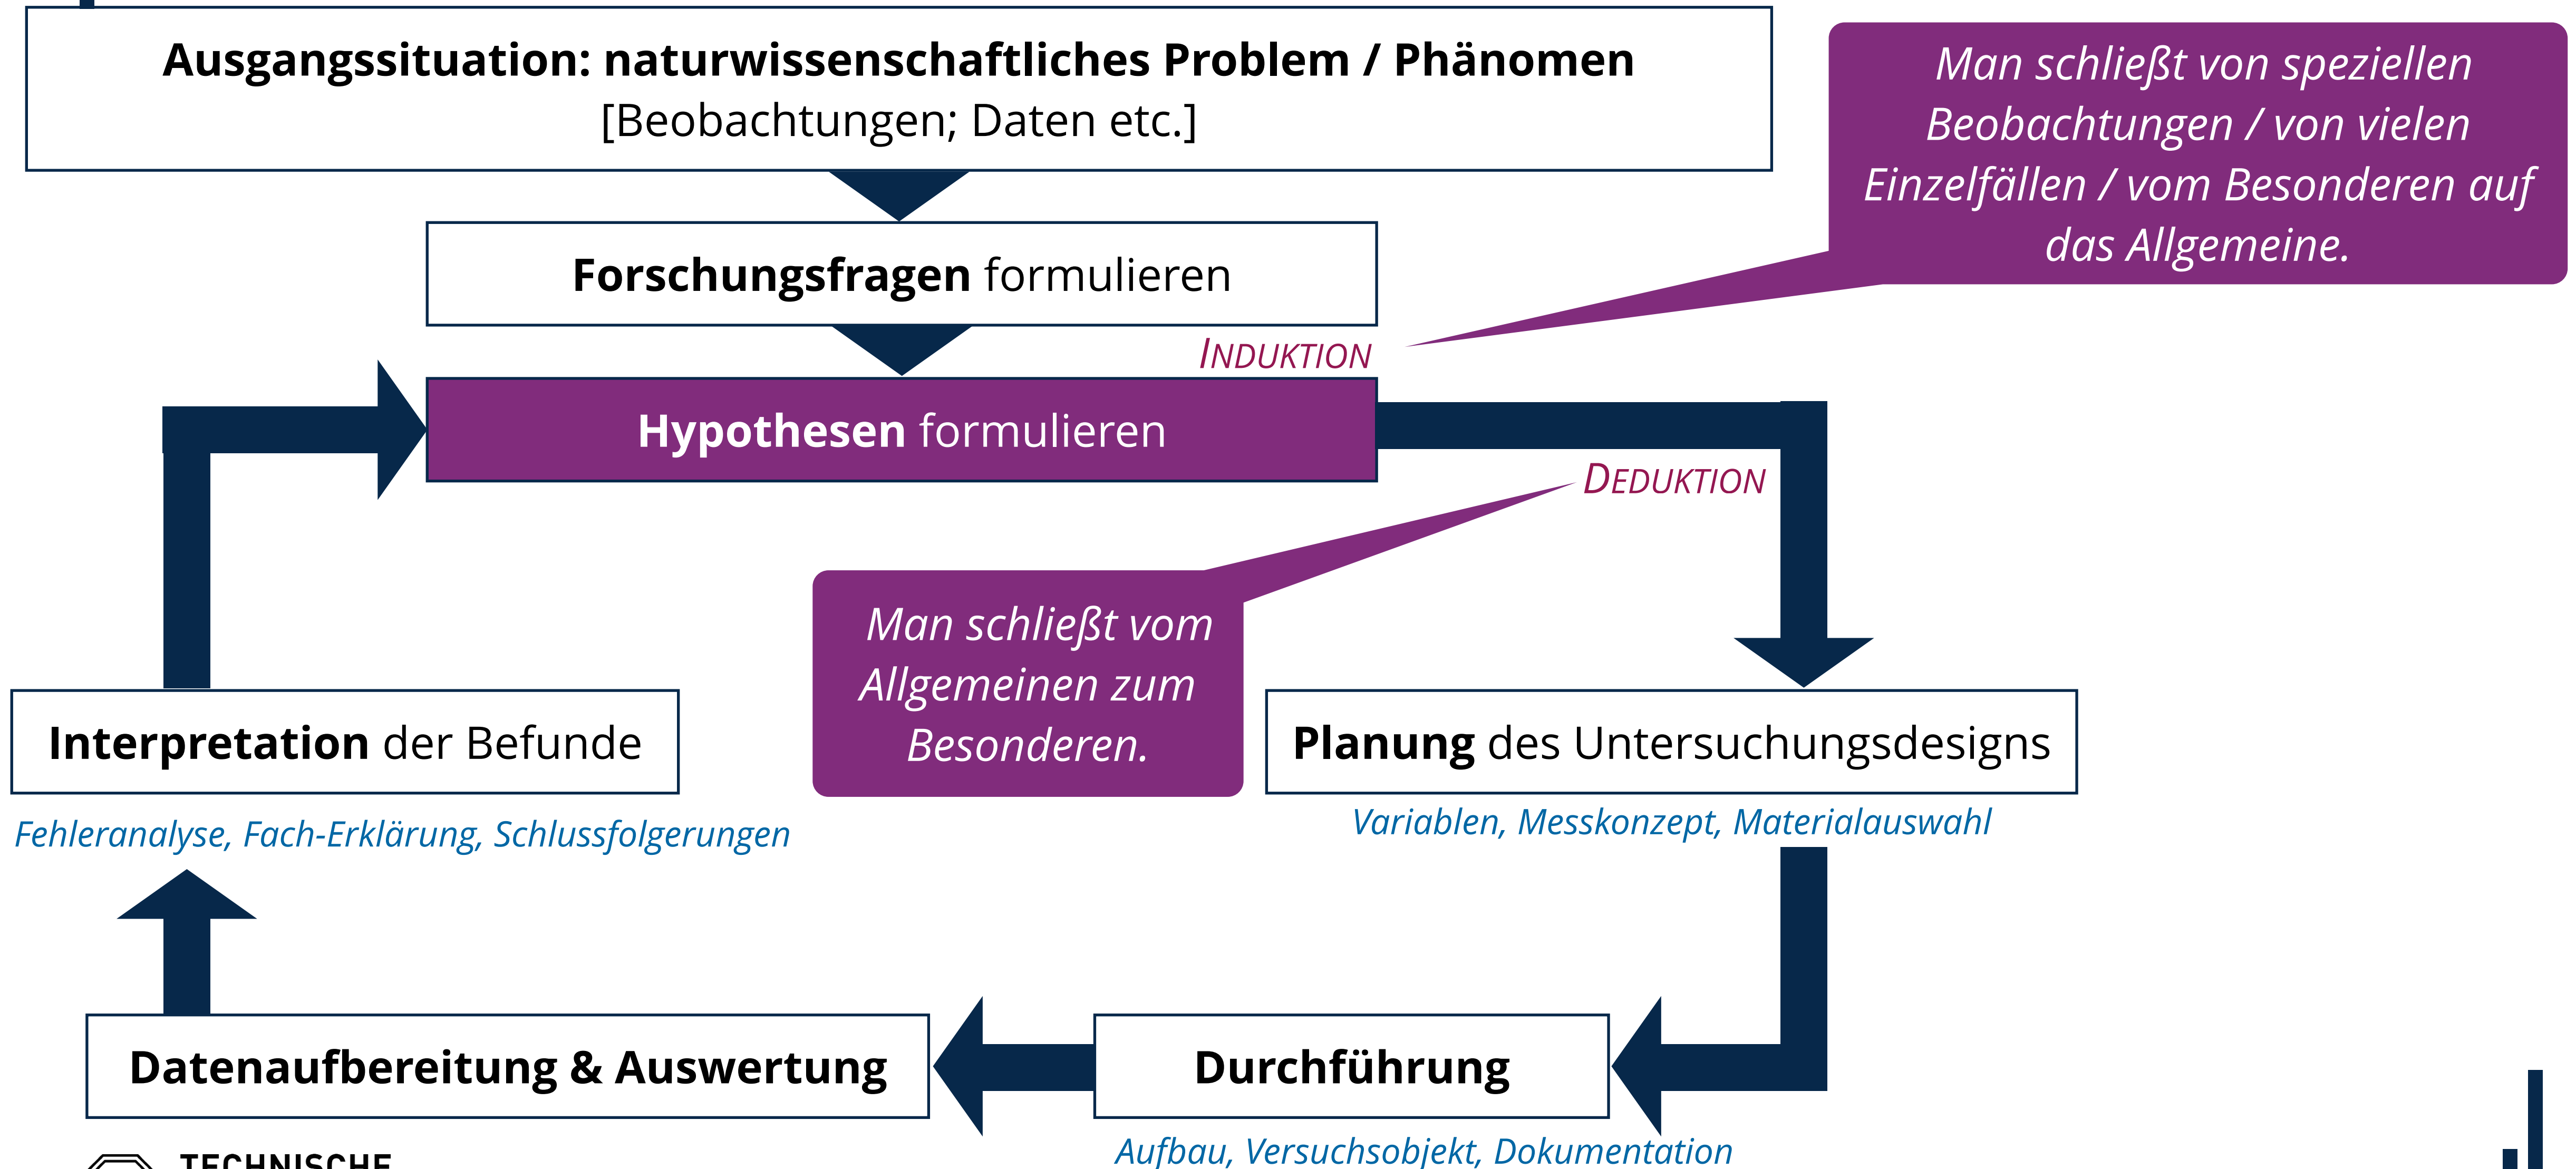 Ausgangssituation: naturwissenschaftliches Problem / Phänomen
[Beobachtungen; Daten etc.]
Man schließt von speziellen
Beobachtungen / von vielen
Einzelfällen / vom Besonderen auf
das Allgemeine.
Forschungsfragen formulieren
INDUKTION
Hypothesen formulieren
DEDUKTION
Man schließt vom
Allgemeinen zum
Besonderen.
Interpretation der Befunde
Planung des Untersuchungsdesigns
Fehleranalyse, Fach-Erklärung, Schlussfolgerungen
Variablen, Messkonzept, Materialauswahl
Datenaufbereitung & Auswertung
Durchführung
Aufbau, Versuchsobjekt, Dokumentation
TECHNISCHE